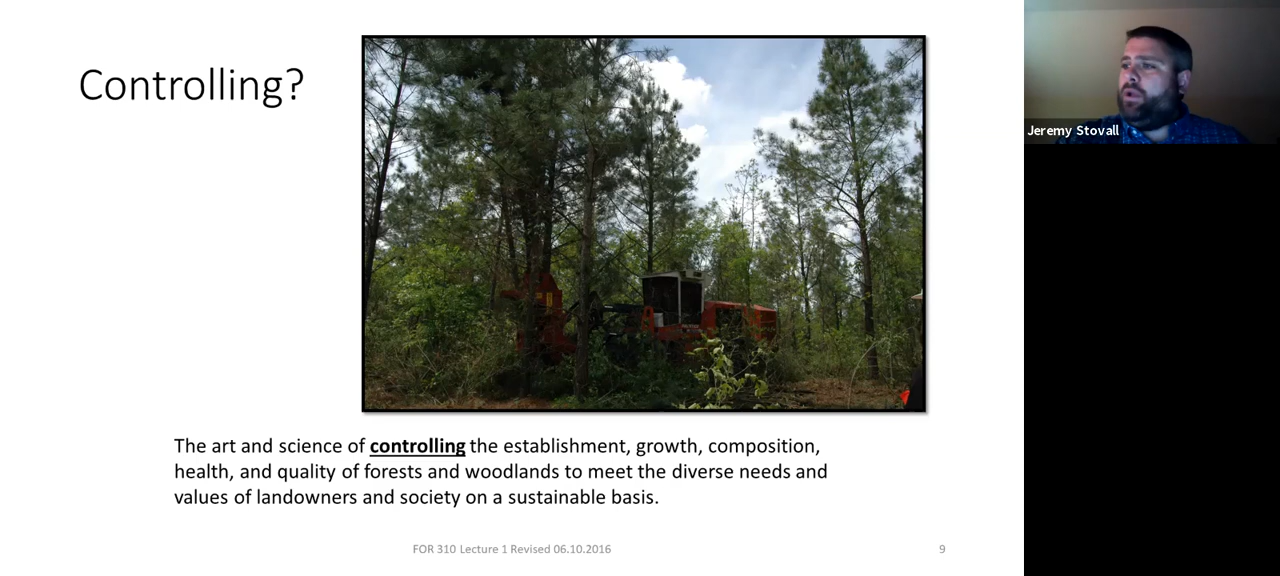 Controlling?
Jeremy Stovall
The art and science of controlling the establishment, growth, composition,
health, and quality of forests and woodlands to meet the diverse needs and
values of landowners and society on a sustainable basis.
FOR 310 Lecture 1 Revised 06.10.2016
9